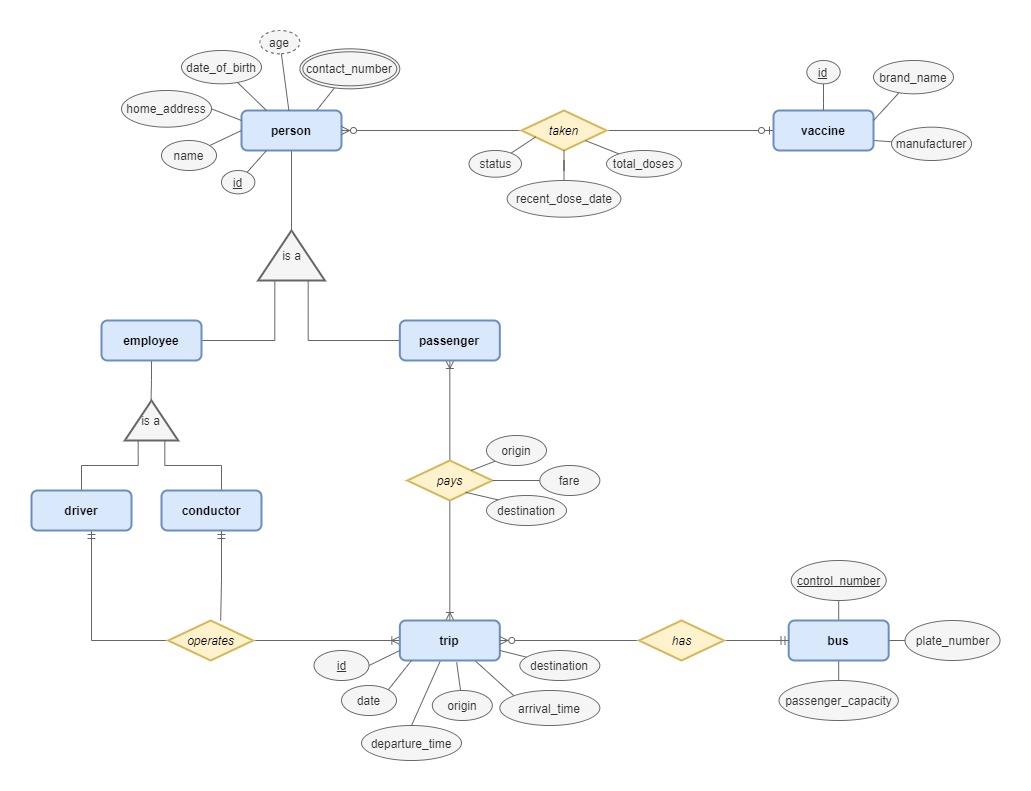 age
date_of_birth
contact_number
id
brand_name
home_address
person
taken
vaccine
name
status
total_doses
manufacturer
id
recent_dose_date
is a
employee
passenger
is a
origin
pays
fare
driver
conductor
destination
control_number
operates
trip
has
bus
plate_number
id
destination
date
origin
arrival_time
passenger_capacity
departure_time